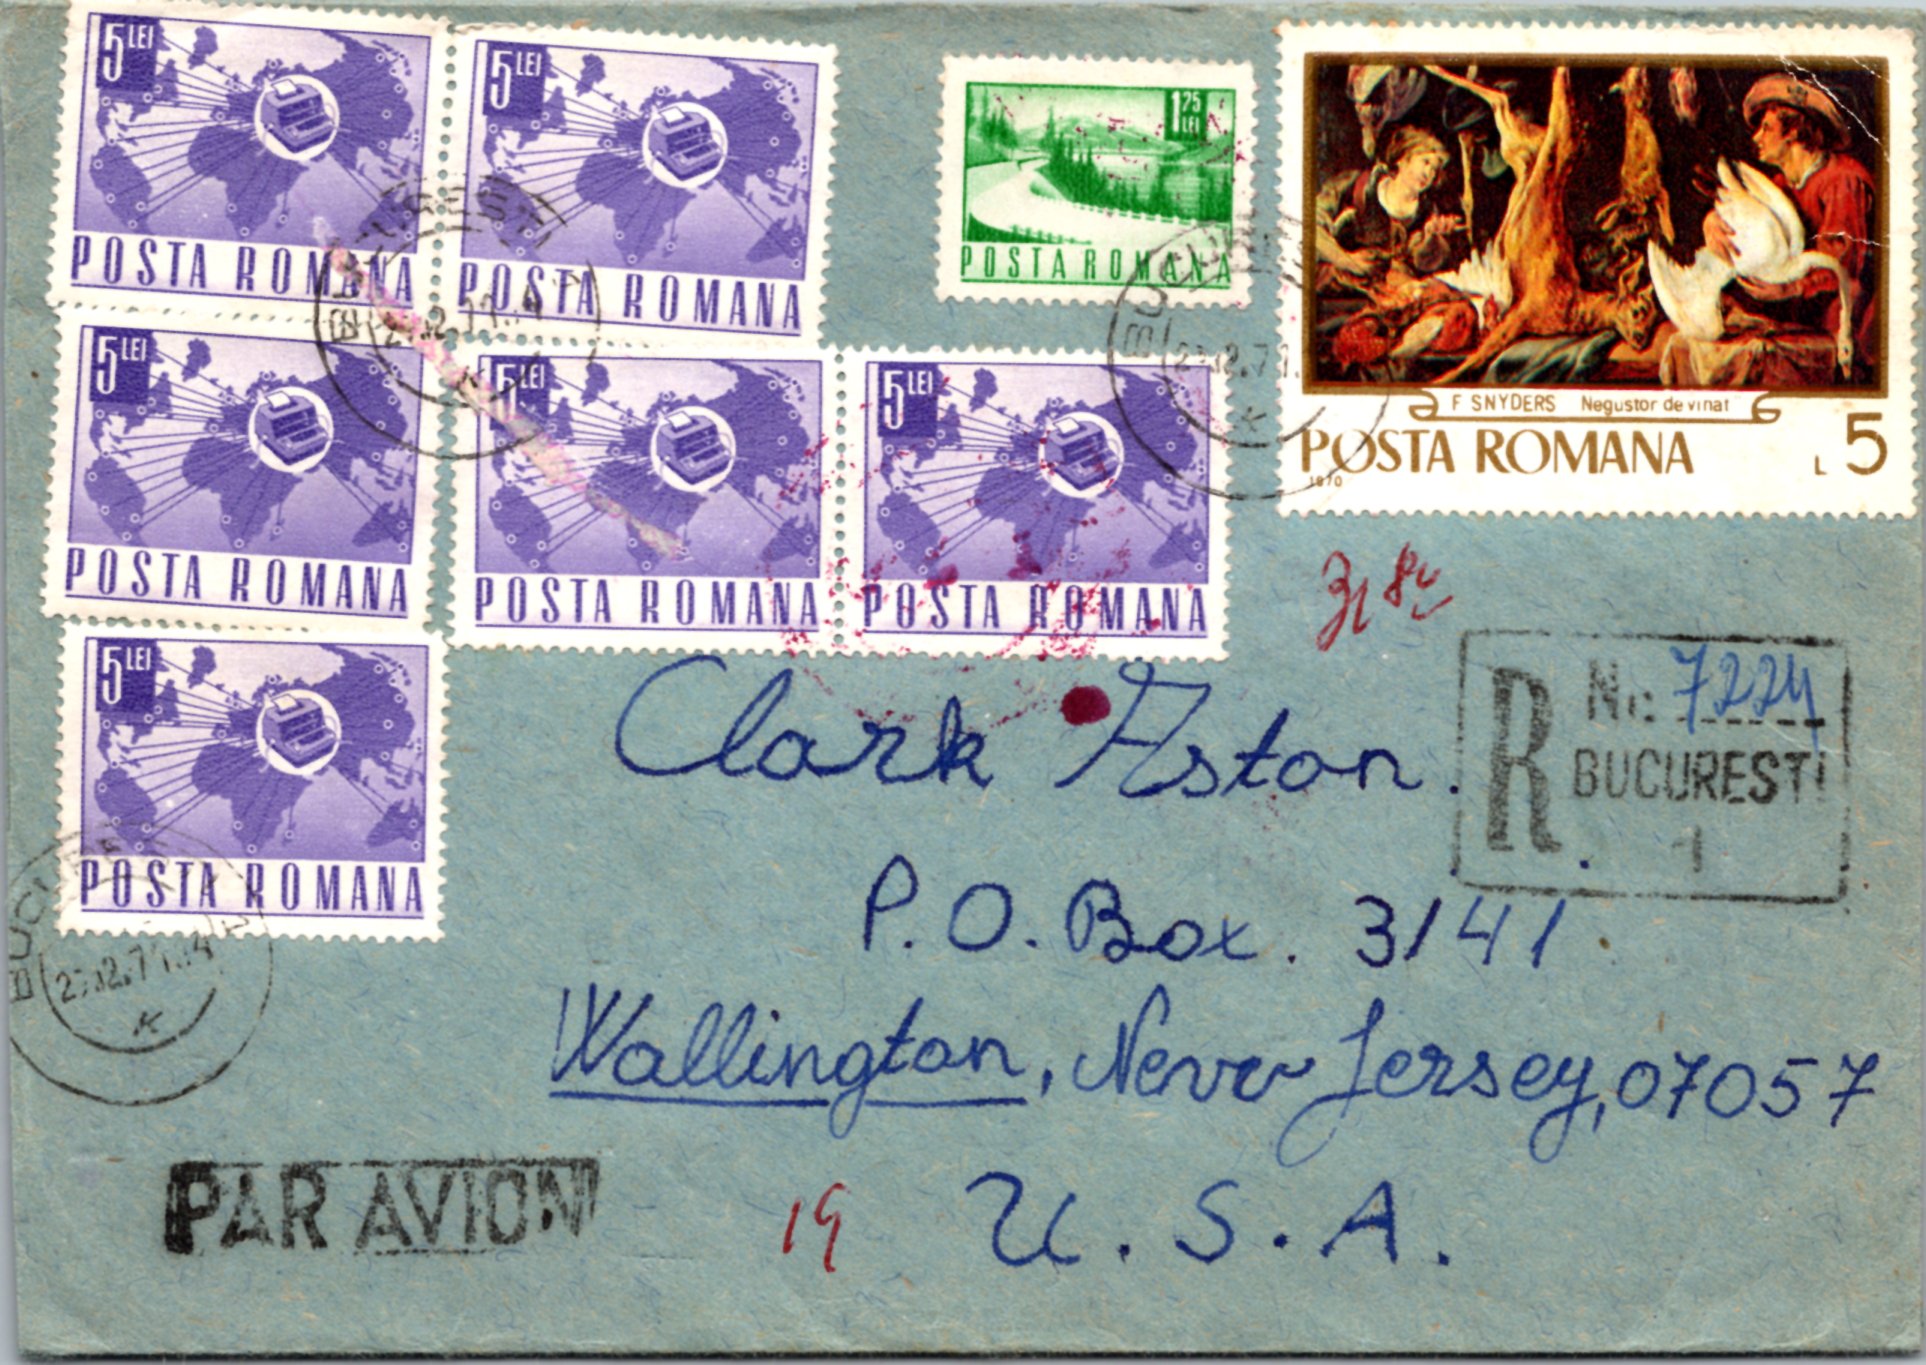 5 LEI
POSTA ROMANA
5 LEI
POSTA ROMANA
1 25 LEI
POSTA ROMANA
F SNYDERS Negustor de vinat
POSTA ROMANA L 5
1970
5 LEI
POSTA ROMANA
5 LEI
POSTA ROMANA
5 LEI
POSTA ROMANA
5 LEI
POSTA ROMANA
R Nr. 7224
BUCURESTI
1
Clark Aston.
P.O. Box. 3141
Wallington, New Jersey, 07057
U.S.A.
19
PAR AVION